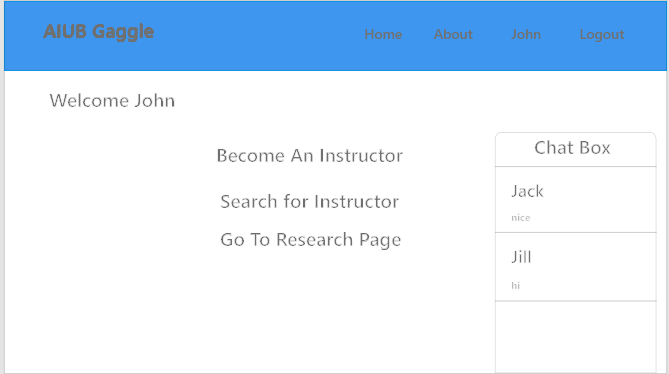 AIUB Gaggle
Home About John Logout
Welcome John
Become An Instructor
Search for Instructor
Go To Research Page
Chat Box
Jack
nice
Jill
hi